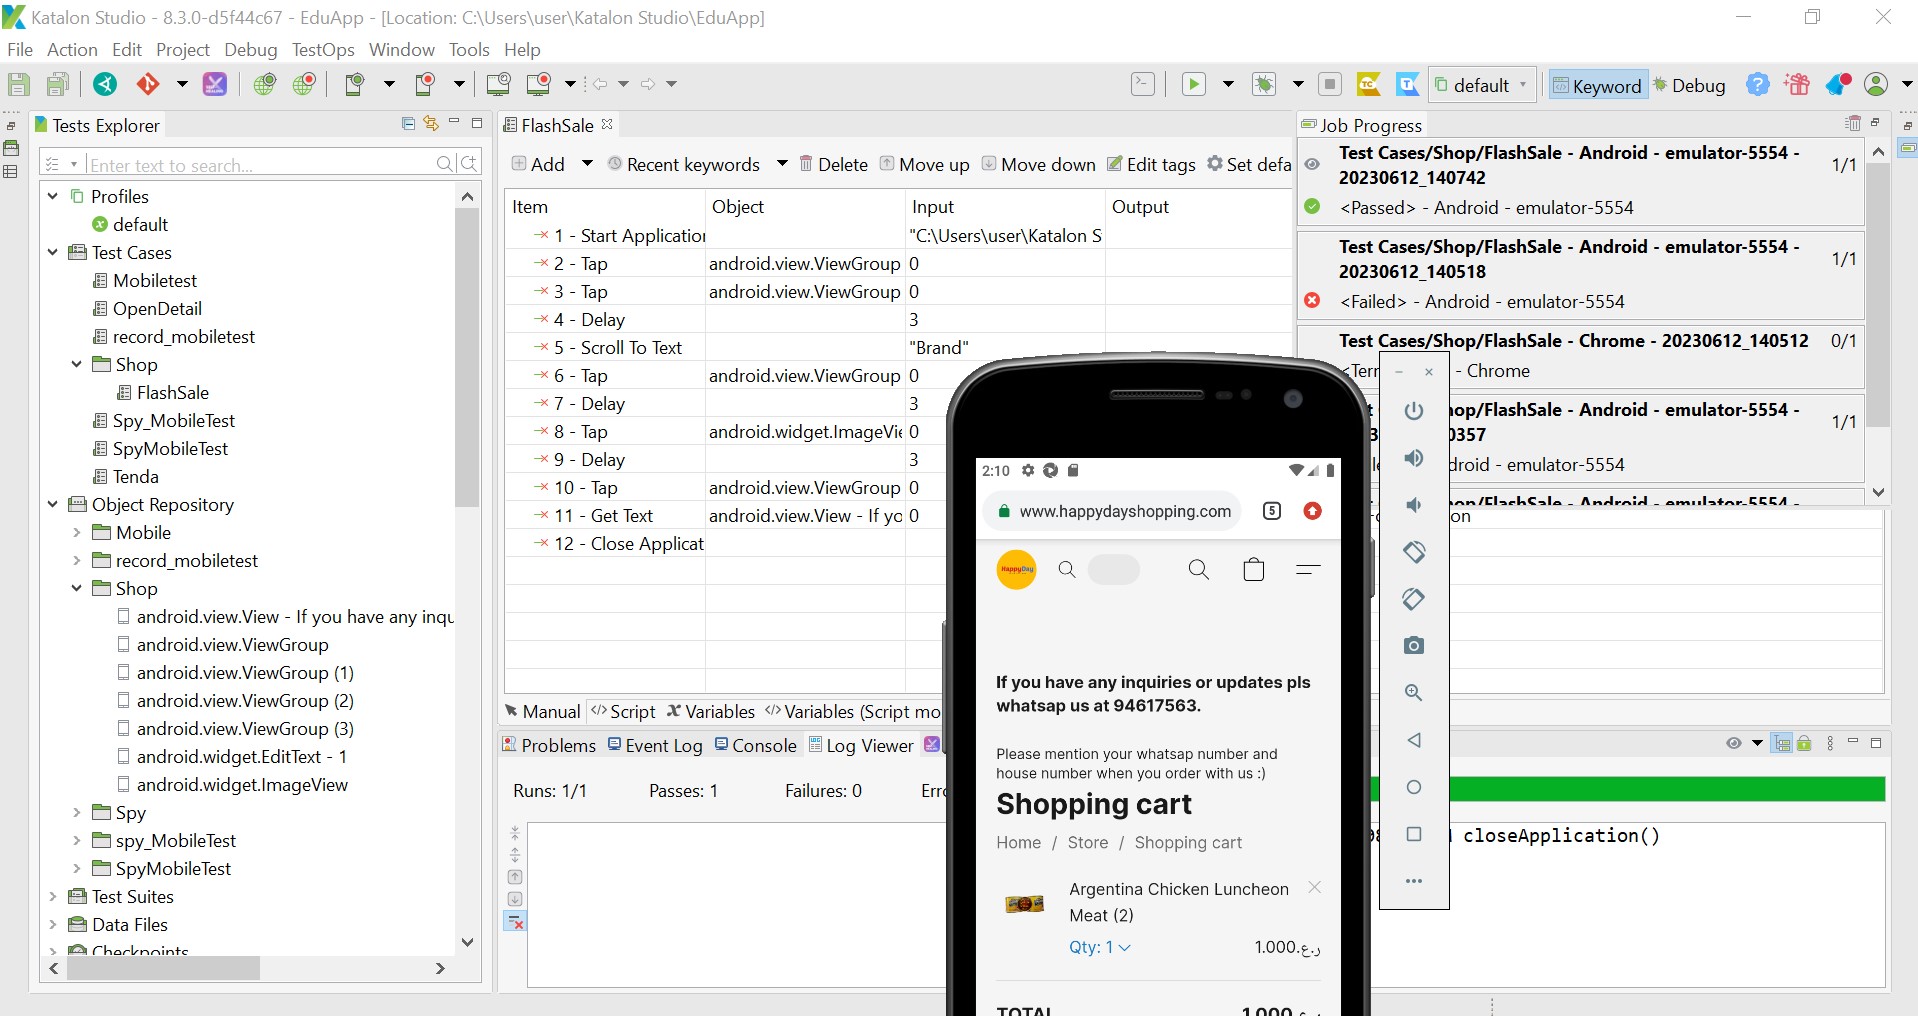 Katalon Studio - 8.3.0-d5f44c67 - EduApp - [Location: C:\Users\user\Katalon Studio\EduApp]
File Action Edit Project Debug TestOps Window Tools Help
default Keyword Debug
Tests Explorer
Enter text to search...
Profiles
default
Test Cases
Mobiletest
OpenDetail
record_mobiletest
Shop
FlashSale
Spy_MobileTest
SpyMobileTest
Tenda
Object Repository
Mobile
record_mobiletest
Shop
android.view.View - If you have any inqu
android.view.ViewGroup
android.view.ViewGroup (1)
android.view.ViewGroup (2)
android.view.ViewGroup (3)
android.widget.EditText - 1
android.widget.ImageView
Spy
spy_MobileTest
SpyMobileTest
Test Suites
Data Files
Checkpoints
FlashSale
Add Recent keywords Delete Move up Move down Edit tags Set defa
Item Object Input Output
1 - Start Application "C:\Users\user\Katalon S
2 - Tap android.view.ViewGroup 0
3 - Tap android.view.ViewGroup 0
4 - Delay 3
5 - Scroll To Text "Brand"
6 - Tap android.view.ViewGroup 0
7 - Delay 3
8 - Tap android.widget.ImageVie 0
9 - Delay 3
10 - Tap android.view.ViewGroup 0
11 - Get Text android.view.View - If yo 0
12 - Close Applicat
Manual Script Variables Variables (Script mo
Problems Event Log Console Log Viewer
Runs: 1/1 Passes: 1 Failures: 0 Erro
closeApplication()
Job Progress
Test Cases/Shop/FlashSale - Android - emulator-5554 - 1/1
20230612_140742
<Passed> - Android - emulator-5554
Test Cases/Shop/FlashSale - Android - emulator-5554 - 1/1
20230612_140518
<Failed> - Android - emulator-5554
Test Cases/Shop/FlashSale - Chrome - 20230612_140512 0/1
<Terr - Chrome
hop/FlashSale - Android - emulator-5554 - 1/1
0357
droid - emulator-5554
op/FlashSale - Android - emulator-5554 -
on
2:10
www.happydayshopping.com 5
HappyDay
If you have any inquiries or updates pls
whatsap us at 94617563.
Please mention your whatsap number and
house number when you order with us :)
Shopping cart
Home / Store / Shopping cart
Argentina Chicken Luncheon
Meat (2)
Qty: 1 ر.ع.1.000
TOTAL 1.000